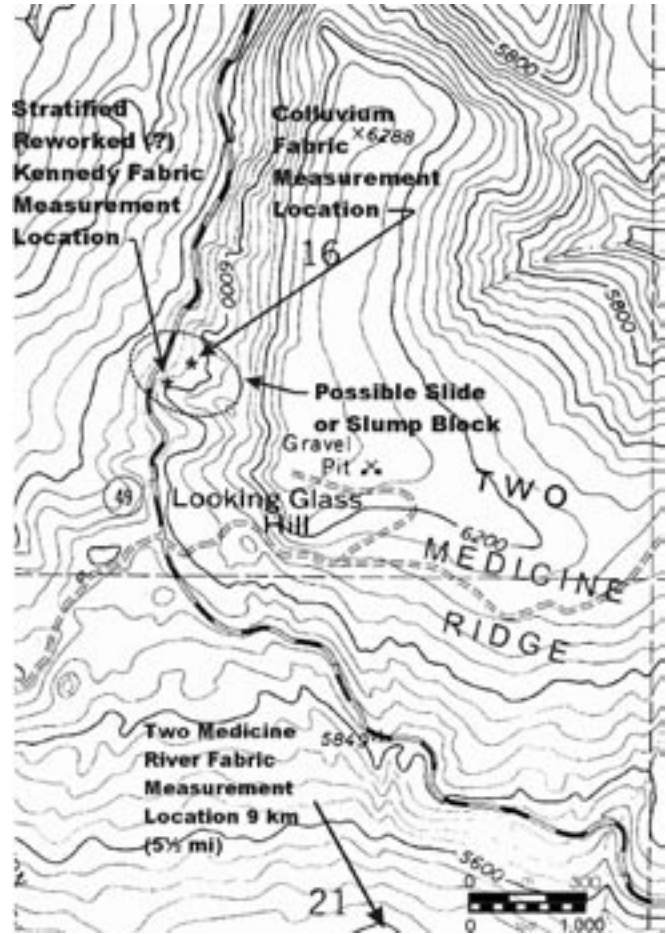 5800
Stratified
Reworked (?)
Kennedy Fabric
Measurement
Location
Colluvium
Fabric
×6288
Measurement
Location
16
6000
5800
Possible Slide
or Slump Block
Gravel
Pit
TWO
49
Looking Glass
Hill
6200
MEDICINE
RIDGE
Two Medicine
River Fabric
Measurement
Location 9 km
(5½ mi)
5849
5600
21
0 300
0 1,000